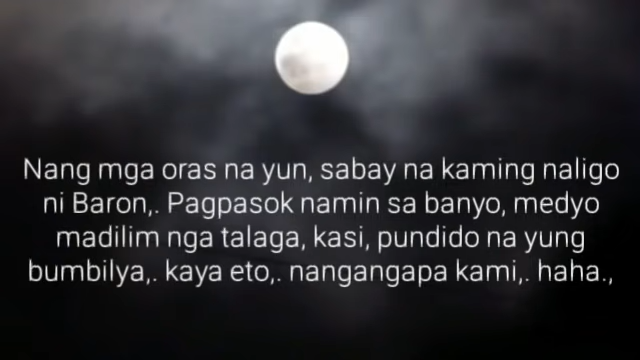 Nang mga oras na yun, sabay na kaming naligo
ni Baron,. Pagpasok namin sa banyo, medyo
madilim nga talaga, kasi, pundido na yung
bumbilya,. kaya eto,. nangangapa kami,. haha.,